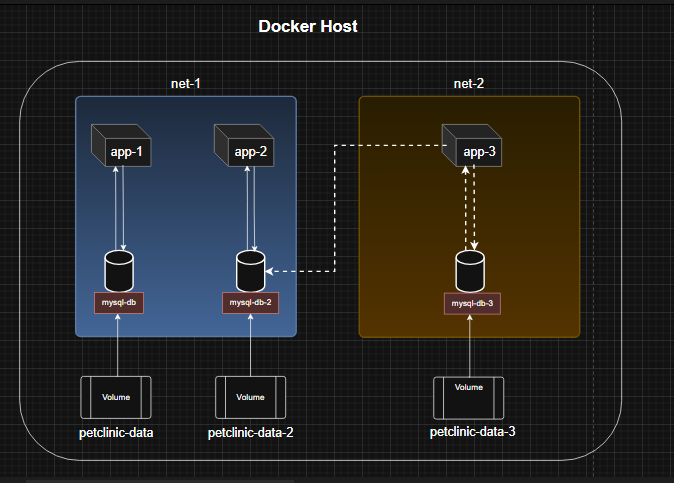 Docker Host
net-1
net-2
app-1
app-2
app-3
mysql-db
mysql-db-2
mysql-db-3
Volume
Volume
Volume
petclinic-data
petclinic-data-2
petclinic-data-3